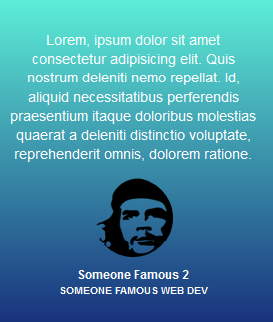 Lorem, ipsum dolor sit amet
consectetur adipisicing elit. Quis
nostrum deleniti nemo repellat. Id,
aliquid necessitatibus perferendis
praesentium itaque doloribus molestias
quaerat a deleniti distinctio voluptate,
reprehenderit omnis, dolorem ratione.
Someone Famous 2
SOMEONE FAMOUS WEB DEV